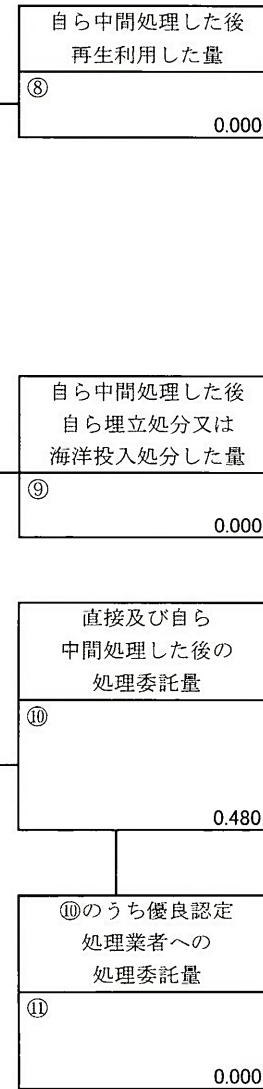 自ら中間処理した後
再生利用した量
⑧
0.000
自ら中間処理した後
自ら埋立処分又は
海洋投入処分した量
⑨
0.000
直接及び自ら
中間処理した後の
処理委託量
⑩
0.480
⑩のうち優良認定
処理業者への
処理委託量
⑪
0.000